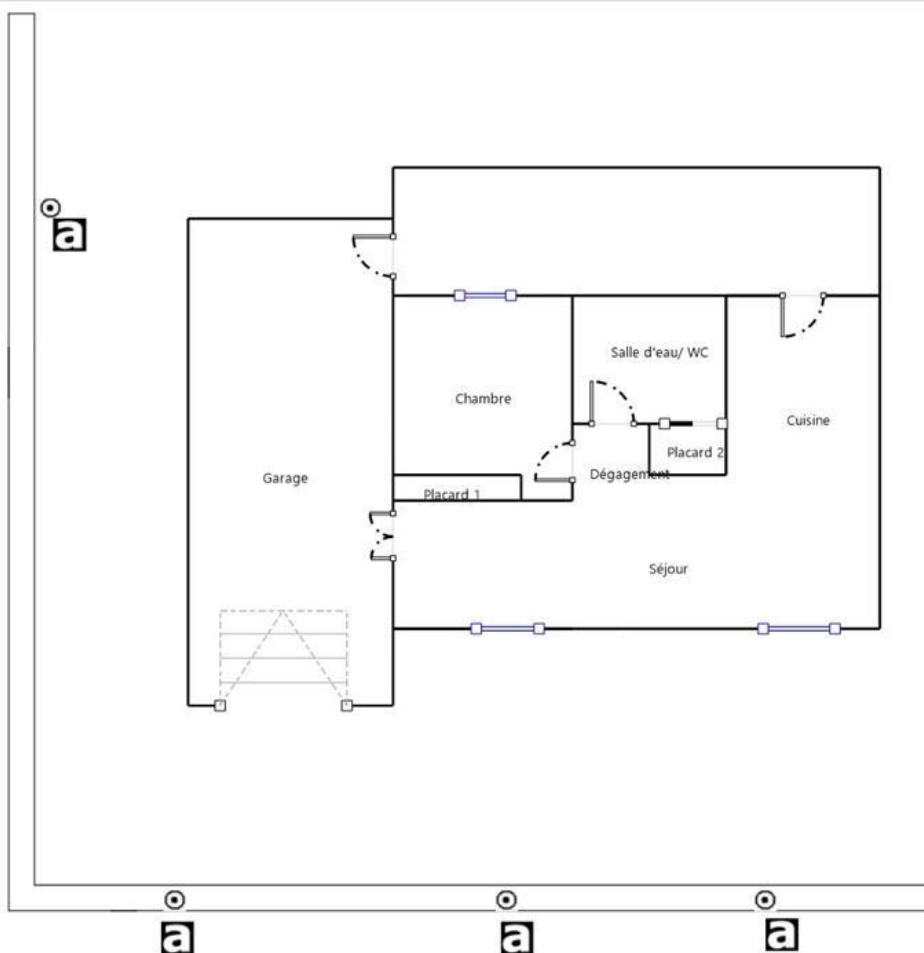 a
Salle d'eau/ WC
Chambre
Cuisine
Placard 2
Dégagement
Garage
Placard 1
Séjour
a
a
a